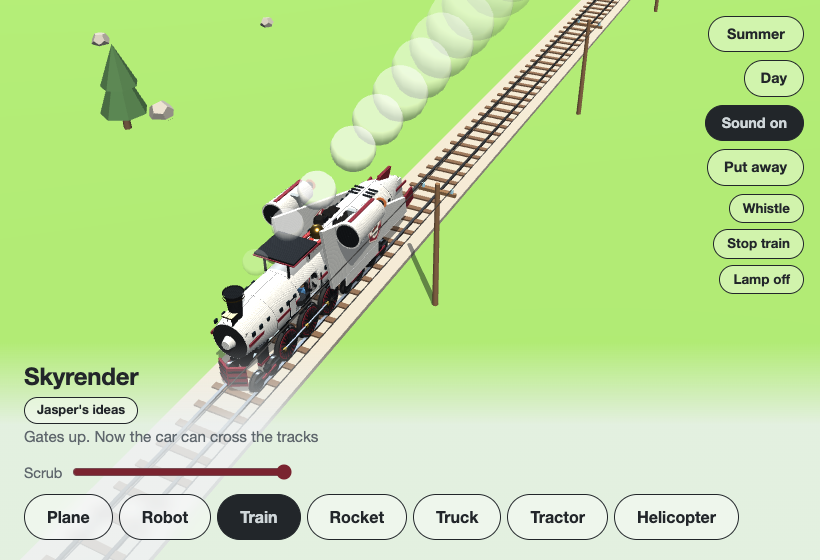 Summer
Day
Sound on
Put away
Whistle
Stop train
Lamp off
Skyrender
Jasper's ideas
Gates up. Now the car can cross the tracks
Scrub
Plane
Robot
Train
Rocket
Truck
Tractor
Helicopter